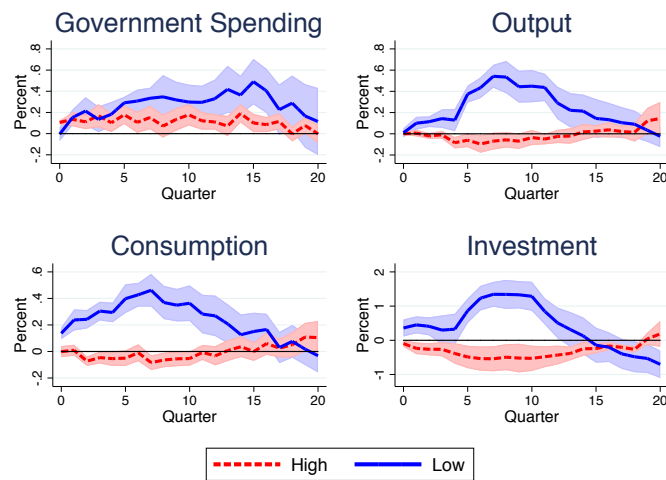 Government Spending
Output
Percent
.8
.6
.4
.2
0
-.2
0 5 10 15 20
Quarter
Percent
.8
.6
.4
.2
0
-.2
0 5 10 15 20
Quarter
Consumption
Investment
Percent
.6
.4
.2
0
-.2
0 5 10 15 20
Quarter
Percent
2
1
0
-1
0 5 10 15 20
Quarter
High Low